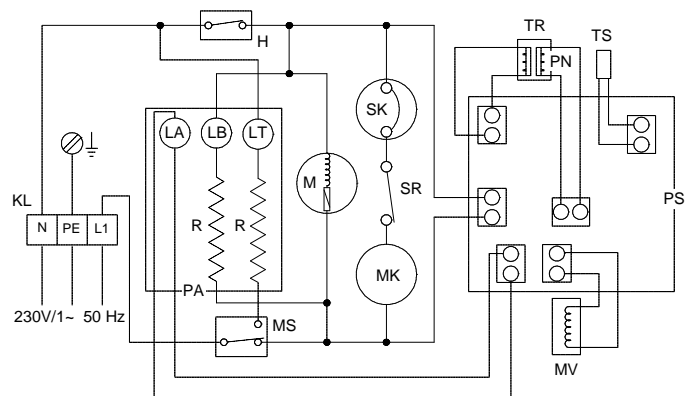 TR
TS
H
PN
SK
LA
LB
LT
M
SR
PS
KL
R
R
N
PE
L1
MK
PA
230V/1~ 50 Hz
MS
MV